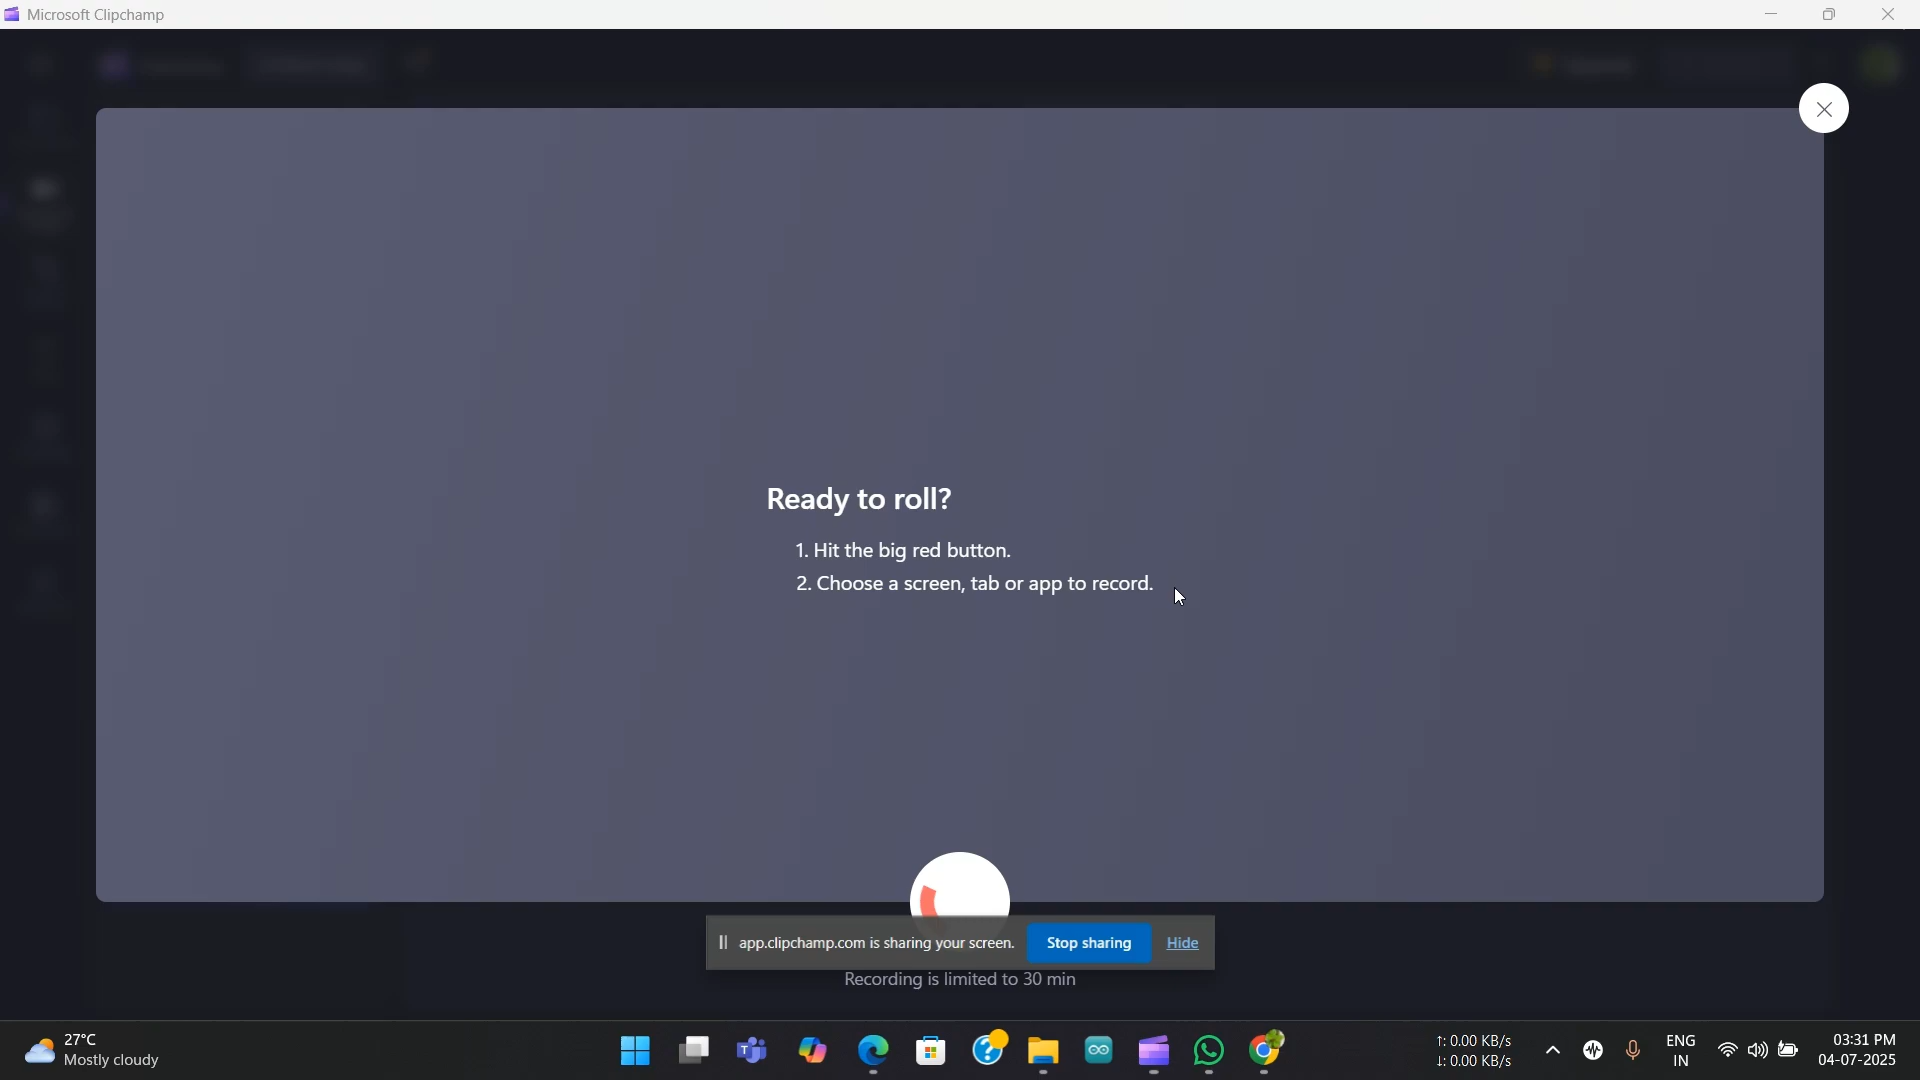 Microsoft Clipchamp
Ready to roll?
1. Hit the big red button.
2. Choose a screen, tab or app to record.
app.clipchamp.com is sharing your screen.
Stop sharing
Hide
Recording is limited to 30 min
27°C
Mostly cloudy
↑: 0.00 KB/s
↓: 0.00 KB/s
ENG
IN
03:31 PM
04-07-2025